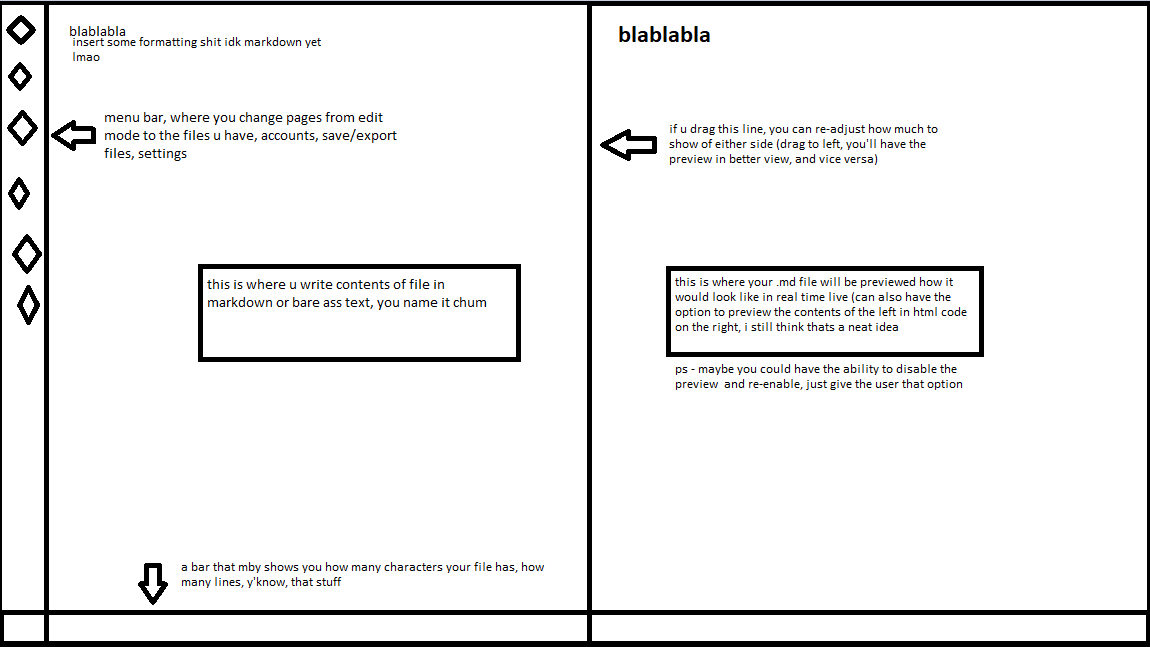 blablabla
insert some formatting shit idk markdown yet
lmao
menu bar, where you change pages from edit
mode to the files u have, accounts, save/export
files, settings
this is where u write contents of file in
markdown or bare ass text, you name it chum
a bar that mby shows you how many characters your file has, how
many lines, y'know, that stuff
blablabla
if u drag this line, you can re-adjust how much to
show of either side (drag to left, you'll have the
preview in better view, and vice versa)
this is where your .md file will be previewed how it
would look like in real time live (can also have the
option to preview the contents of the left in html code
on the right, i still think thats a neat idea
ps - maybe you could have the ability to disable the
preview  and re-enable, just give the user that option